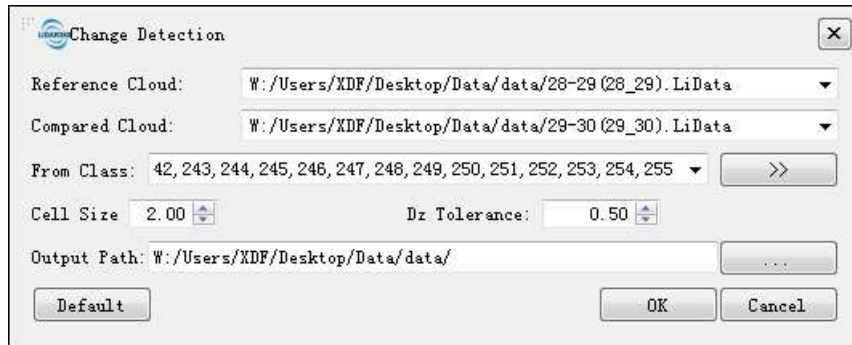 Change Detection
Reference Cloud: W:/Users/XDF/Desktop/Data/data/28-29(28_29).LiData
Compared Cloud: W:/Users/XDF/Desktop/Data/data/29-30(29_30).LiData
From Class: 42, 243, 244, 245, 246, 247, 248, 249, 250, 251, 252, 253, 254, 255 >>
Cell Size 2.00 Dz Tolerance: 0.50
Output Path: W:/Users/XDF/Desktop/Data/data/ ...
Default OK Cancel